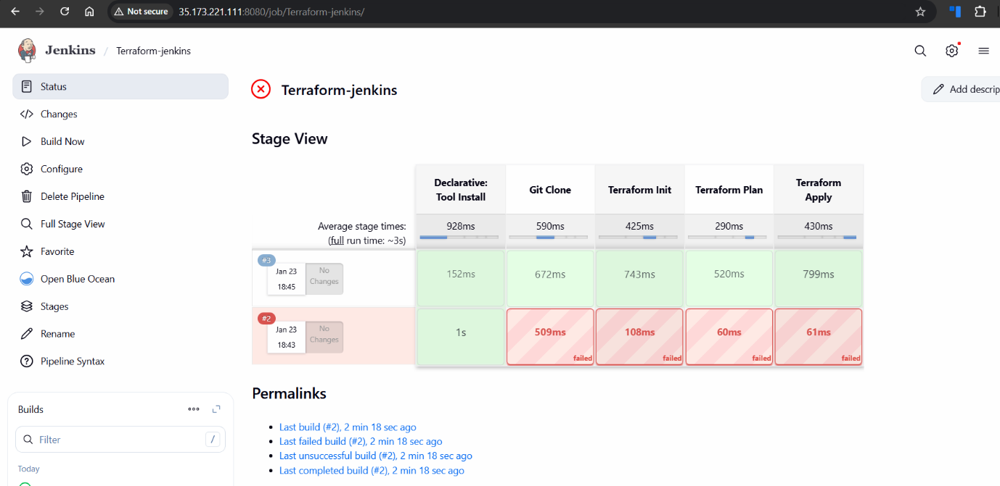 Not secure 35.173.221.111:8080/job/Terraform-jenkins/
Jenkins / Terraform-jenkins
Status
Changes
Build Now
Configure
Delete Pipeline
Full Stage View
Favorite
Open Blue Ocean
Stages
Rename
Pipeline Syntax
Builds
Filter /
Today
Terraform-jenkins
Add descrip
Stage View
Declarative:
Tool Install
Git Clone
Terraform Init
Terraform Plan
Terraform
Apply
Average stage times:
(full run time: ~3s)
928ms 590ms 425ms 290ms 430ms
#3
Jan 23
18:45
No
Changes
152ms 672ms 743ms 520ms 799ms
#2
Jan 23
18:43
No
Changes
1s 509ms 108ms 60ms 61ms
failed failed failed failed
Permalinks
Last build (#2), 2 min 18 sec ago
Last failed build (#2), 2 min 18 sec ago
Last unsuccessful build (#2), 2 min 18 sec ago
Last completed build (#2), 2 min 18 sec ago